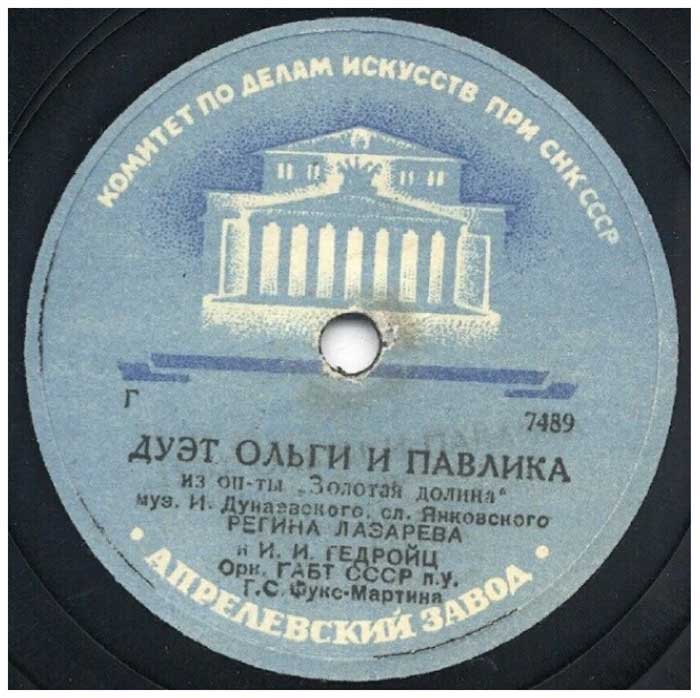 КОМИТЕТ ПО ДЕЛАМ ИСКУССТВ ПРИ СНК СССР
Г
7489
ДУЭТ ОЛЬГИ И ПАВЛИКА
из оп-ты „Золотая долина"
муз. И. Дунаевского, сл. Янковского
РЕГИНА ЛАЗАРЕВА
и И. И. ГЕДРОЙЦ
Орк. ГАБТ СССР п.у.
Г.С. Фукс-Мартина
• АПРЕЛЕВСКИЙ ЗАВОД •